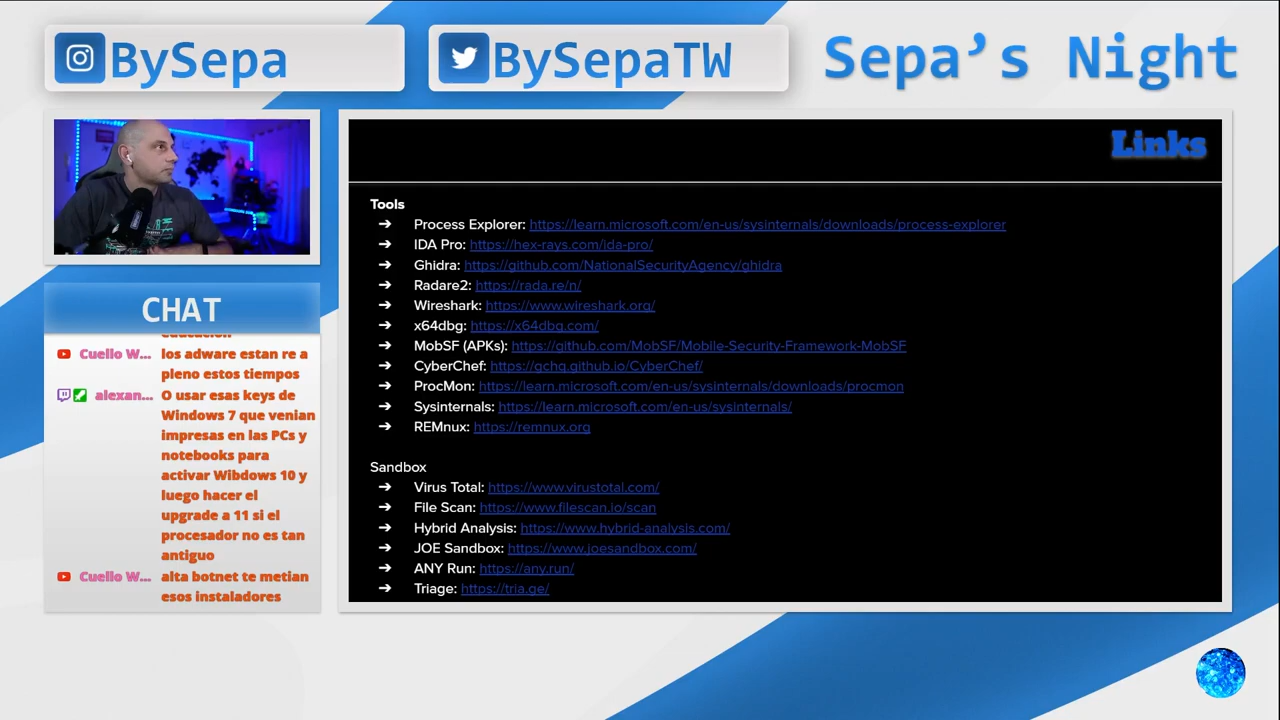 BySepa
BySepaTW
Sepa's Night
Links
Tools
➔ Process Explorer: https://learn.microsoft.com/en-us/sysinternals/downloads/process-explorer
➔ IDA Pro: https://hex-rays.com/ida-pro/
➔ Ghidra: https://github.com/NationalSecurityAgency/ghidra
➔ Radare2: https://rada.re/n/
➔ Wireshark: https://www.wireshark.org/
➔ x64dbg: https://x64dbg.com/
➔ MobSF (APKs): https://github.com/MobSF/Mobile-Security-Framework-MobSF
➔ CyberChef: https://gchq.github.io/CyberChef/
➔ ProcMon: https://learn.microsoft.com/en-us/sysinternals/downloads/procmon
➔ Sysinternals: https://learn.microsoft.com/en-us/sysinternals/
➔ REMnux: https://remnux.org
Sandbox
➔ Virus Total: https://www.virustotal.com/
➔ File Scan: https://www.filescan.io/scan
➔ Hybrid Analysis: https://www.hybrid-analysis.com/
➔ JOE Sandbox: https://www.joesandbox.com/
➔ ANY Run: https://any.run/
➔ Triage: https://tria.ge/
CHAT
Cuello W... los adware estan re a
pleno estos tiempos
alexan... O usar esas keys de
Windows 7 que venian
impresas en las PCs y
notebooks para
activar Wibdows 10 y
luego hacer el
upgrade a 11 si el
procesador no es tan
antiguo
Cuello W... alta botnet te metian
esos instaladores